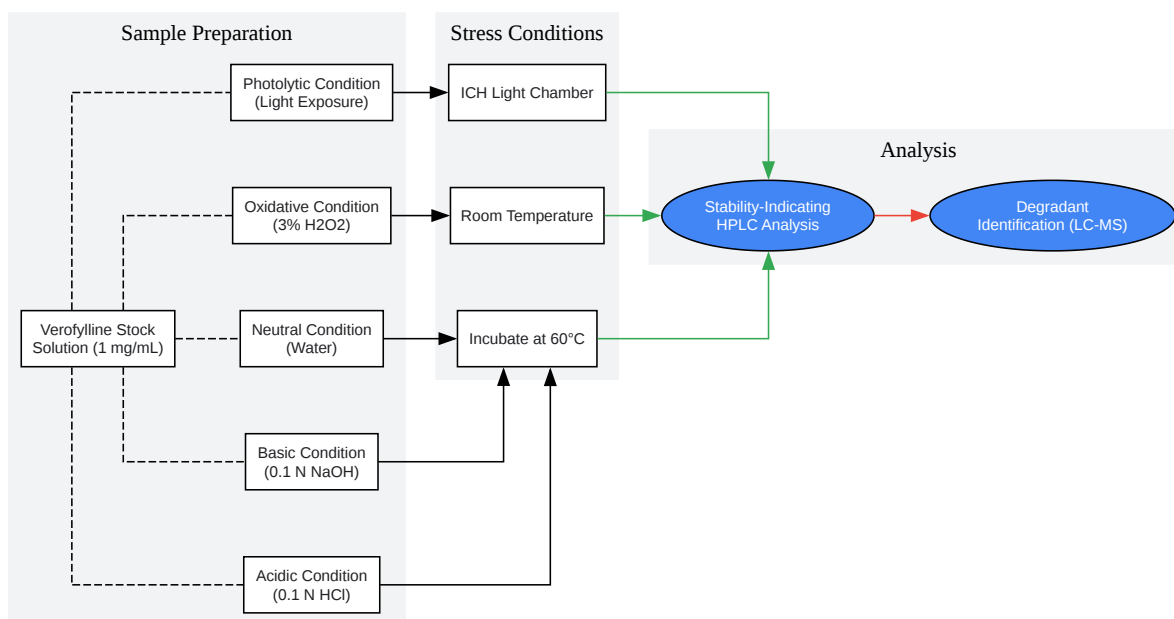 Sample Preparation
Stress Conditions
Photolytic Condition
(Light Exposure)
ICH Light Chamber
Analysis
Oxidative Condition
(3% H2O2)
Room Temperature
Stability-Indicating
HPLC Analysis
Degradant
Identification (LC-MS)
Verofylline Stock
Solution (1 mg/mL)
Neutral Condition
(Water)
Incubate at 60°C
Basic Condition
(0.1 N NaOH)
Acidic Condition
(0.1 N HCl)